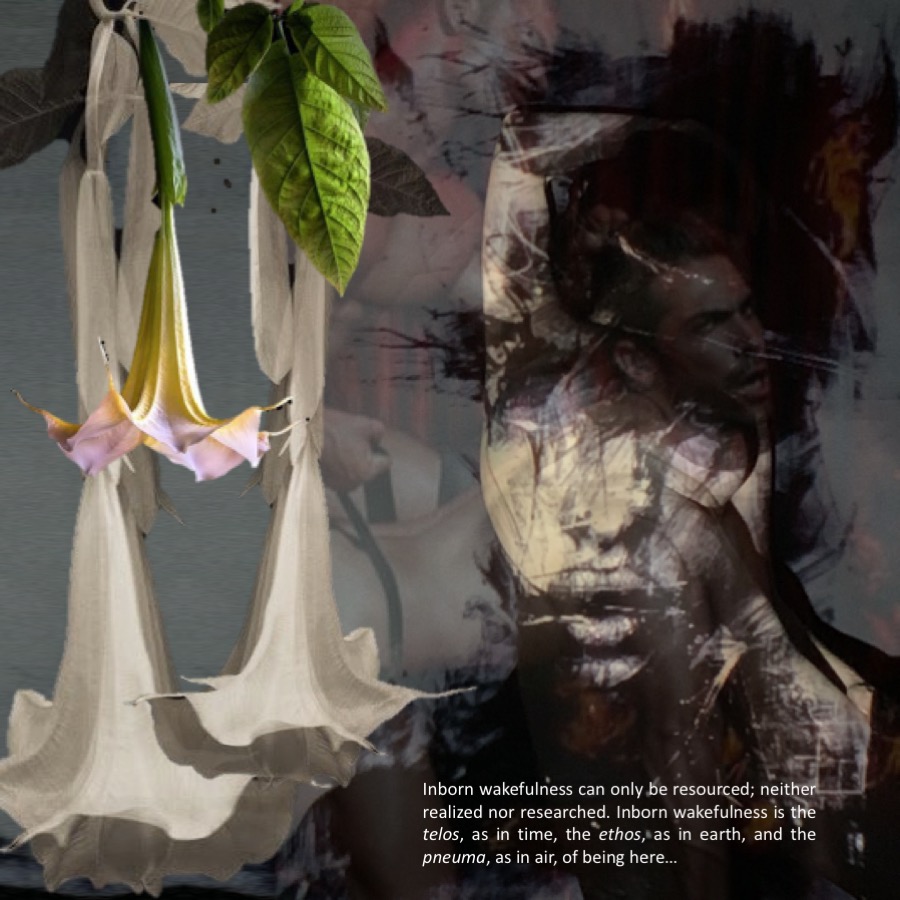 Inborn wakefulness can only be resourced; neither
realized nor researched. Inborn wakefulness is the
telos, as in time, the ethos, as in earth, and the
pneuma, as in air, of being here...